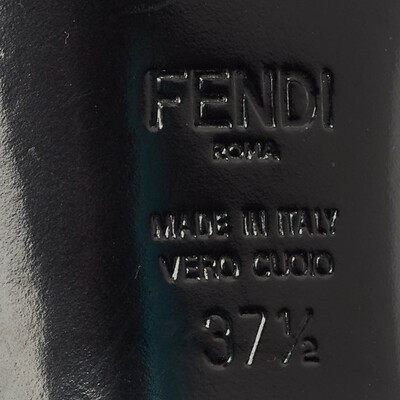 FENDI
ROMA
MADE IN ITALY
VERO CUOIO
37½